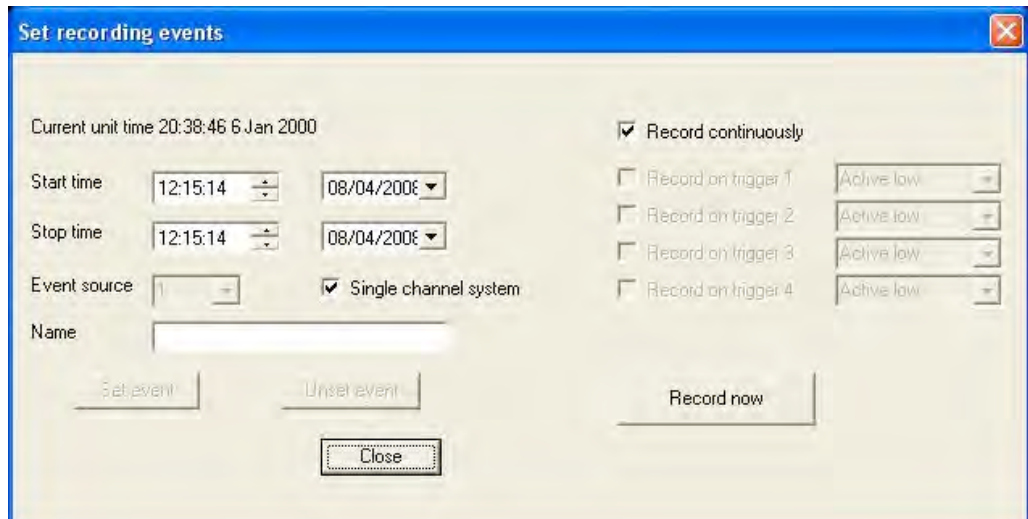 Set recording events
Current unit time 20:38:46 6 Jan 2000
Record continuously
Start time 12:15:14 08/04/2008
Record on trigger 1 Active low
Record on trigger 2 Active low
Stop time 12:15:14 08/04/2008
Record on trigger 3 Active low
Event source 1 Single channel system
Record on trigger 4 Active low
Name
Set event Unset event
Record now
Close